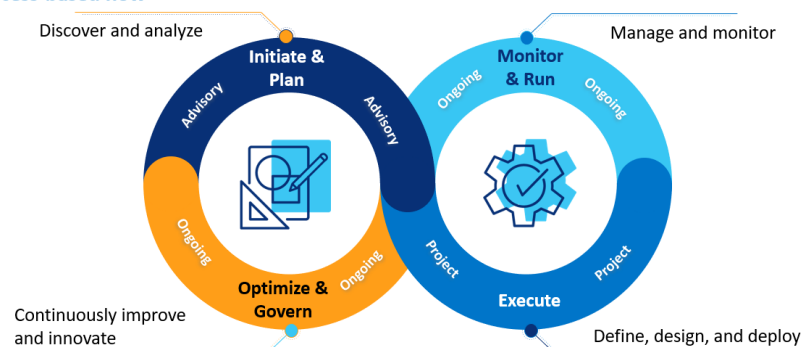 Discover and analyze
Manage and monitor
Initiate &
Plan
Monitor
& Run
Advisory
Advisory
Ongoing
Ongoing
Ongoing
Ongoing
Project
Project
Optimize &
Govern
Execute
Continuously improve
and innovate
Define, design, and deploy